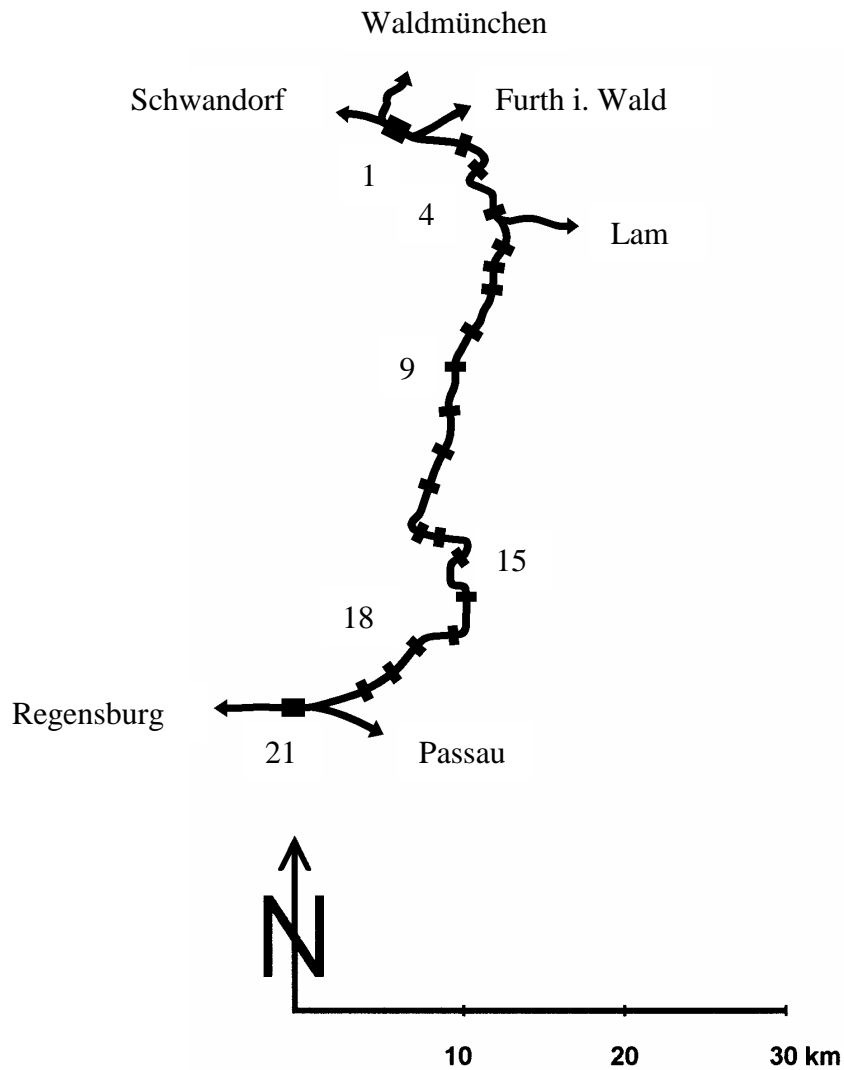 Waldmünchen
Schwandorf
Furth i. Wald
1
4
Lam
9
15
18
Regensburg
21
Passau
N
10 20 30 km